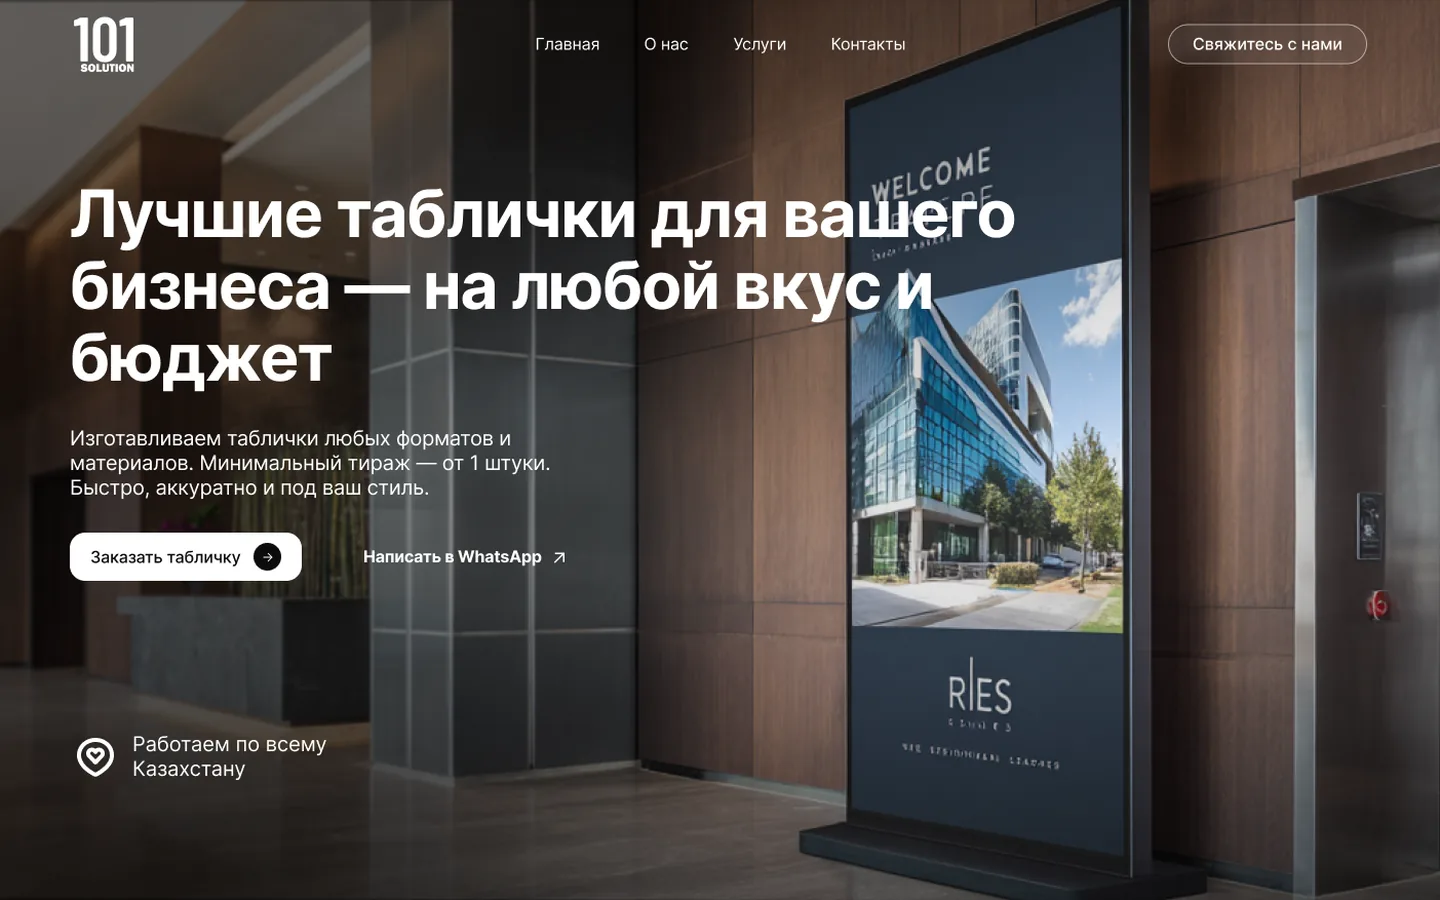 101
SOLUTION
Главная
О нас
Услуги
Контакты
Свяжитесь с нами
WELCOME
Лучшие таблички для вашего
бизнеса — на любой вкус и
бюджет
Изготавливаем таблички любых форматов и
материалов. Минимальный тираж — от 1 штуки.
Быстро, аккуратно и под ваш стиль.
Заказать табличку
Написать в WhatsApp
RIES
Работаем по всему
Казахстану